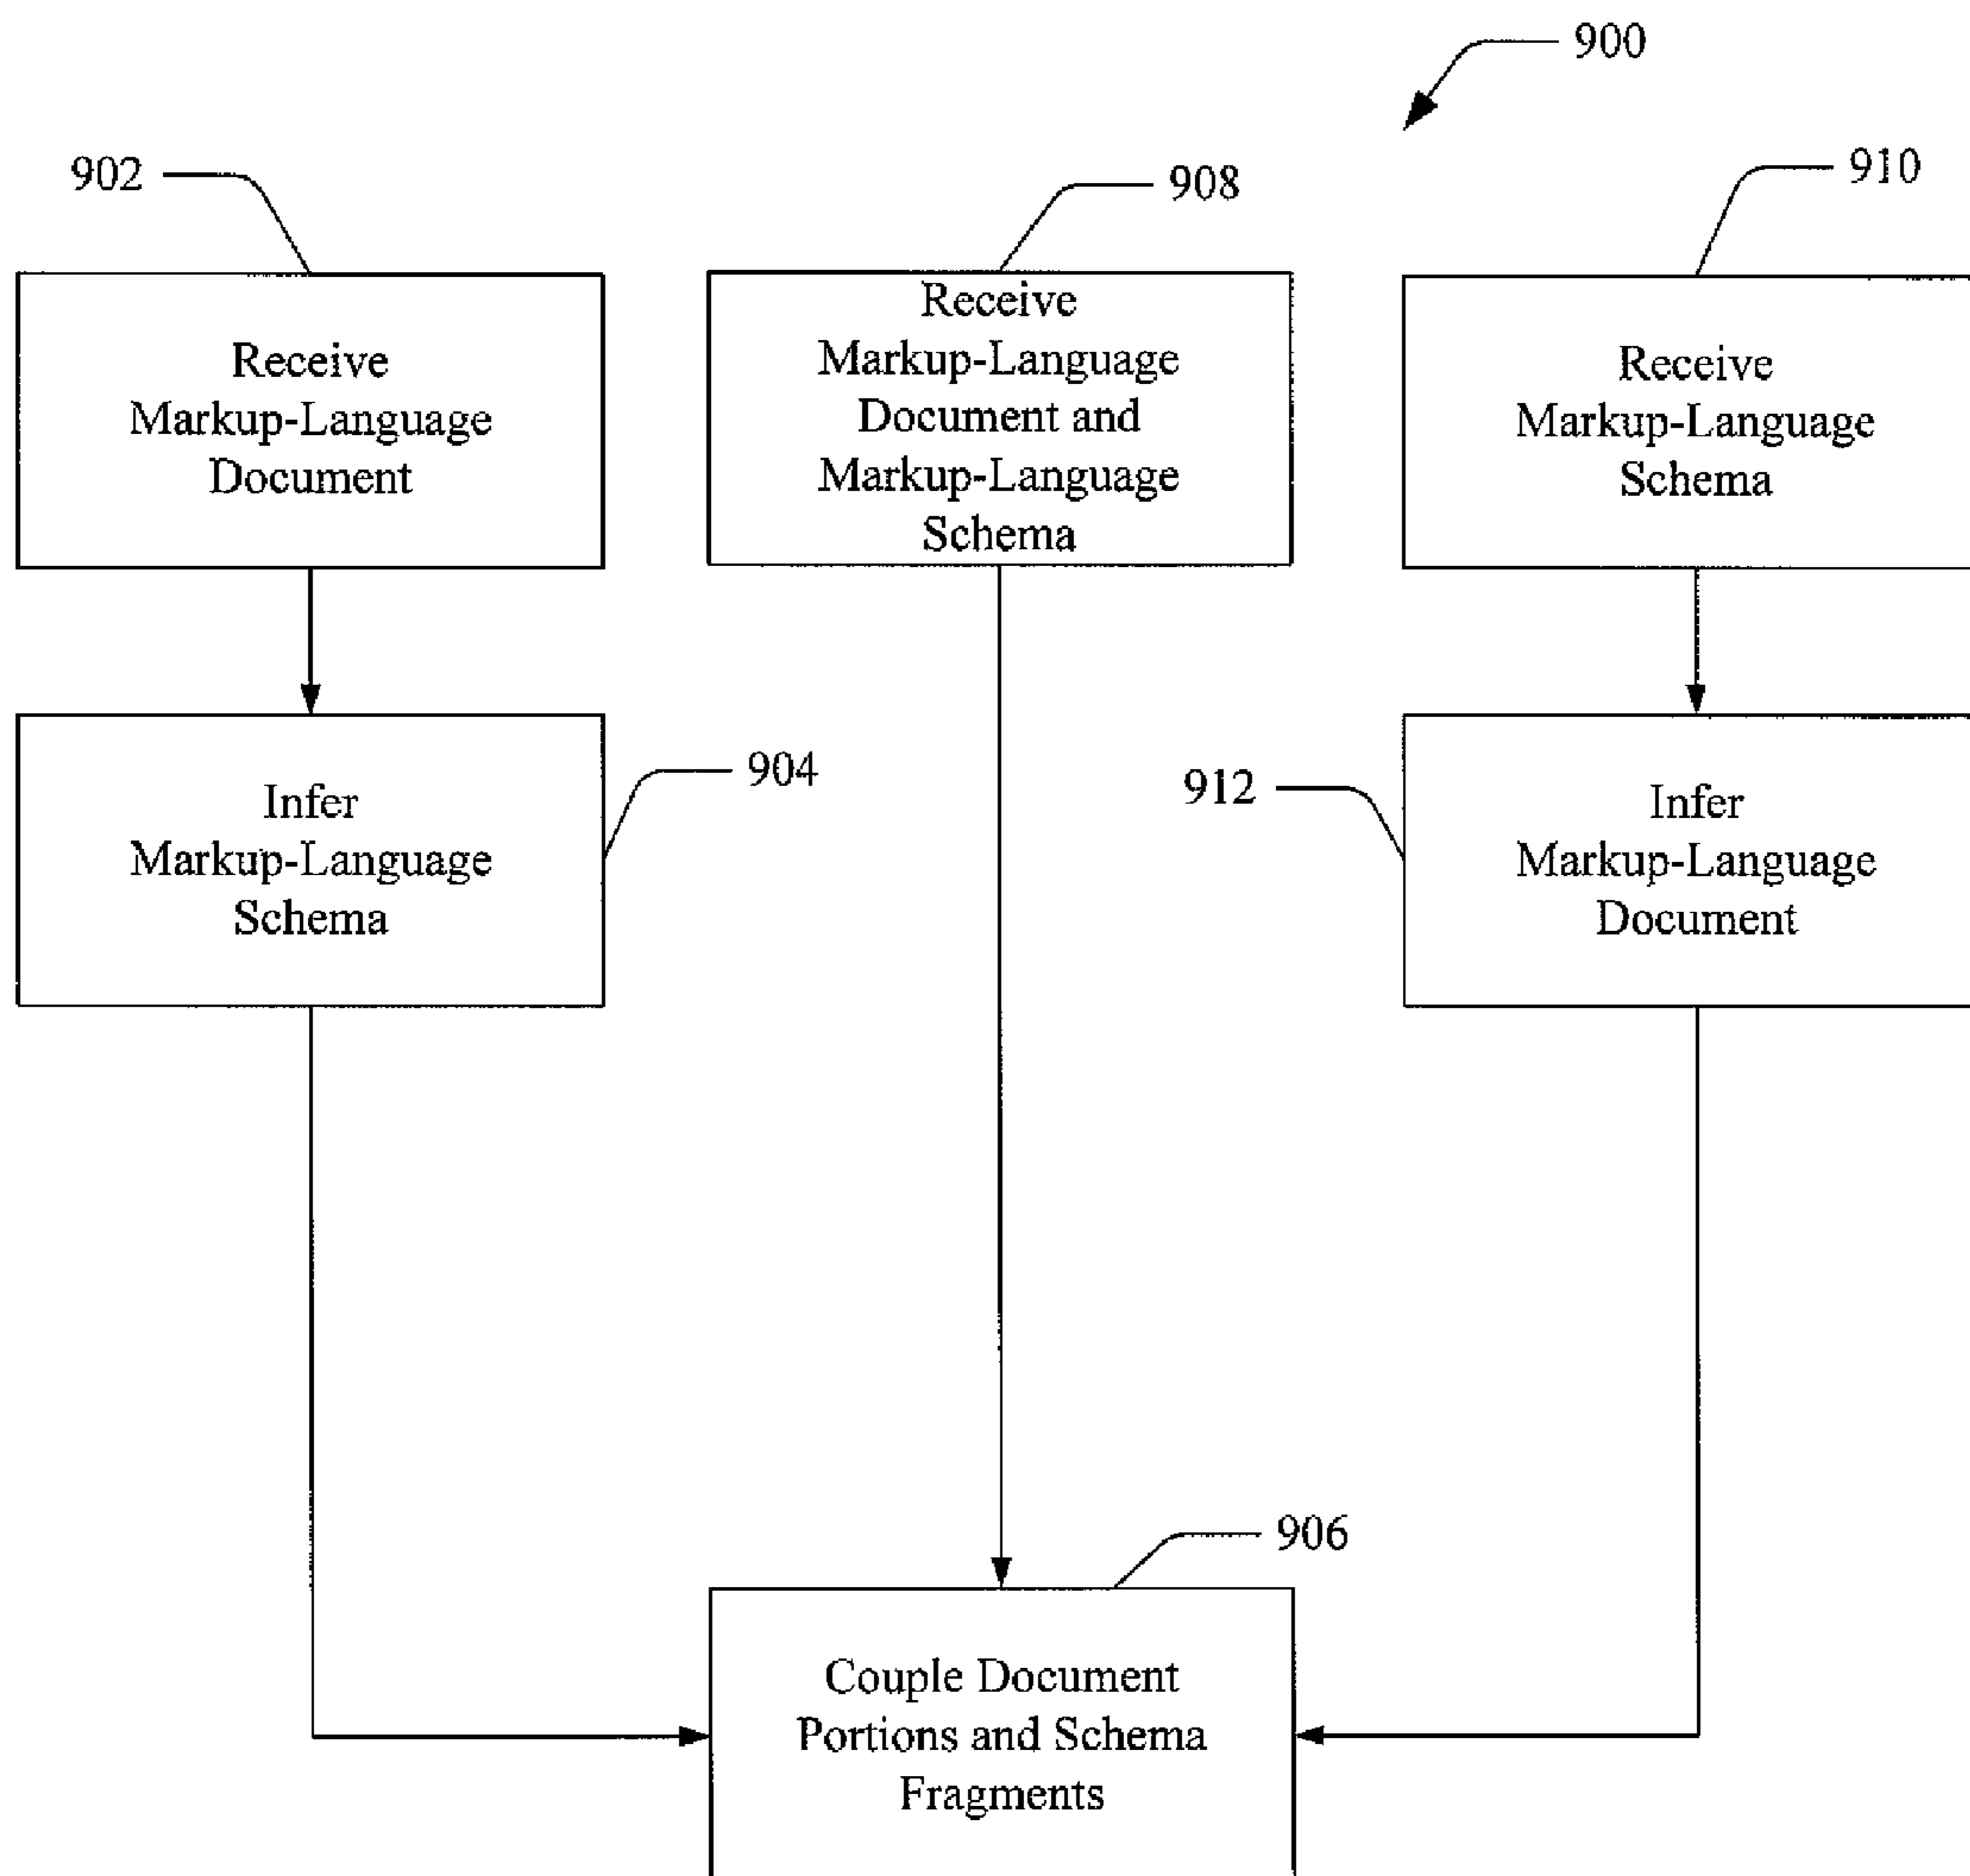 900
902
908
910
Receive
Markup-Language
Document
Receive
Markup-Language
Document and
Markup-Language
Schema
Receive
Markup-Language
Schema
Infer
Markup-Language
Schema
904
912
Infer
Markup-Language
Document
906
Couple Document
Portions and Schema
Fragments